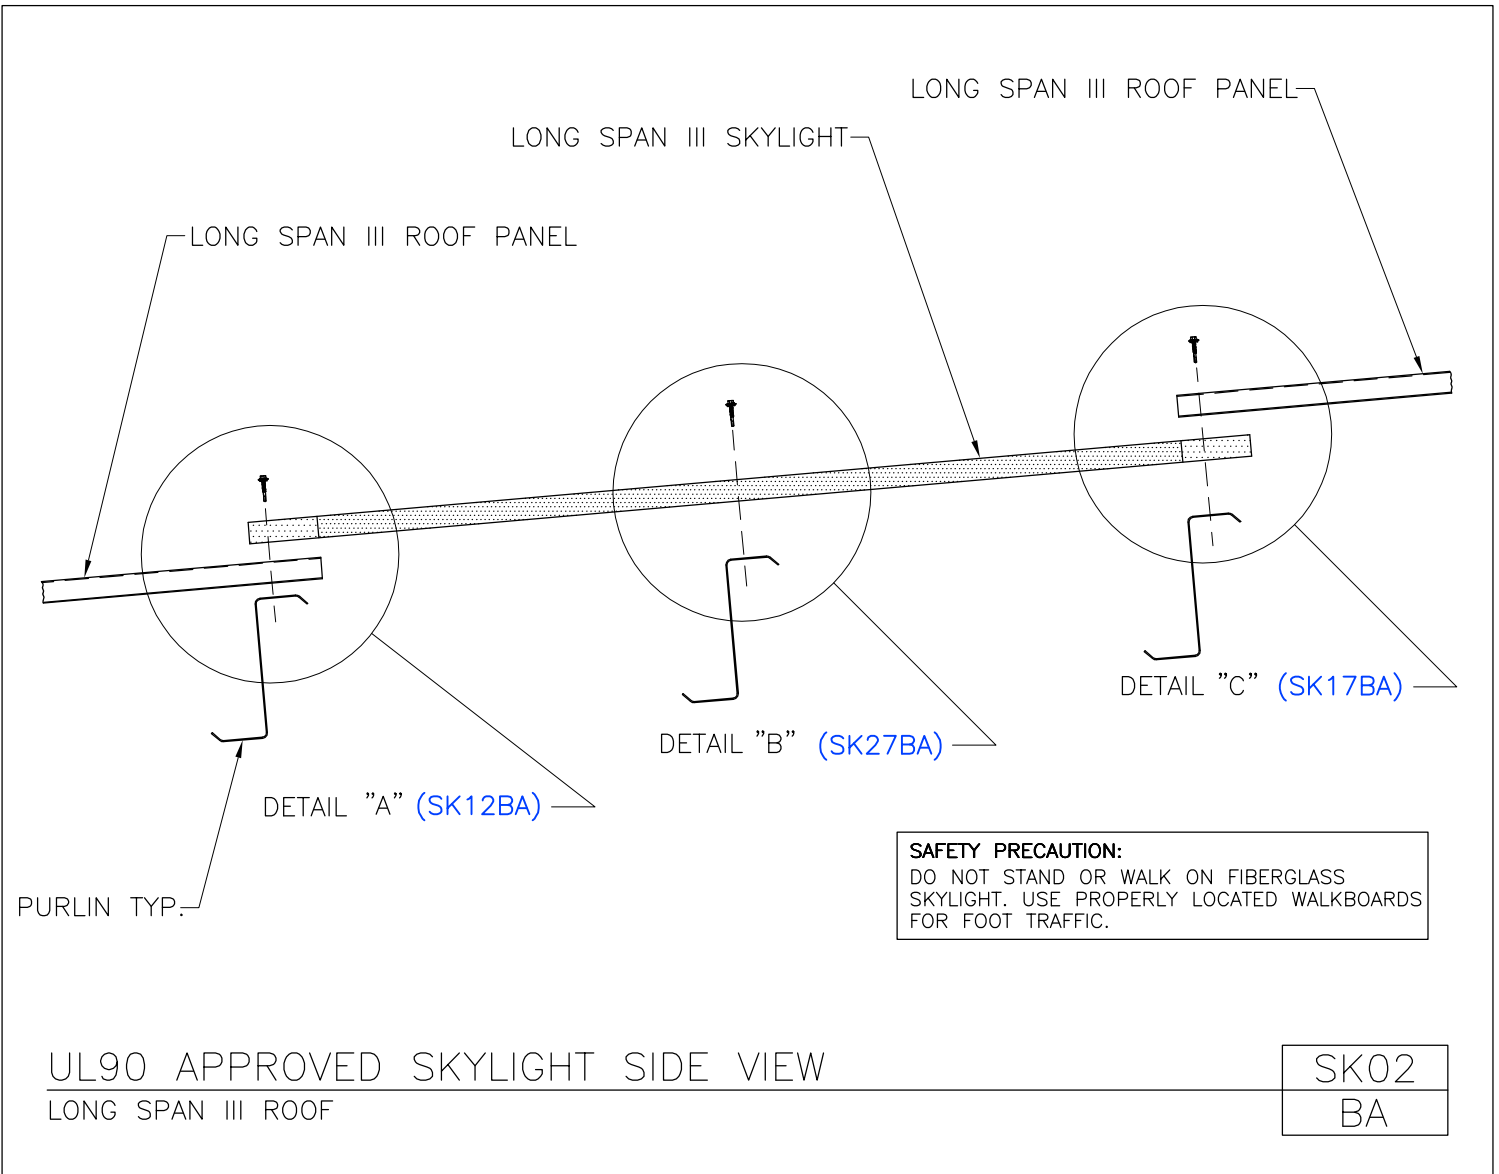 LONG SPAN III ROOF PANEL
LONG SPAN III SKYLIGHT
LONG SPAN III ROOF PANEL
DETAIL "C" (SK17BA)
DETAIL "B" (SK27BA)
DETAIL "A" (SK12BA)
PURLIN TYP.
SAFETY PRECAUTION:
DO NOT STAND OR WALK ON FIBERGLASS
SKYLIGHT. USE PROPERLY LOCATED WALKBOARDS
FOR FOOT TRAFFIC.
UL90 APPROVED SKYLIGHT SIDE VIEW
LONG SPAN III ROOF
SK02
BA